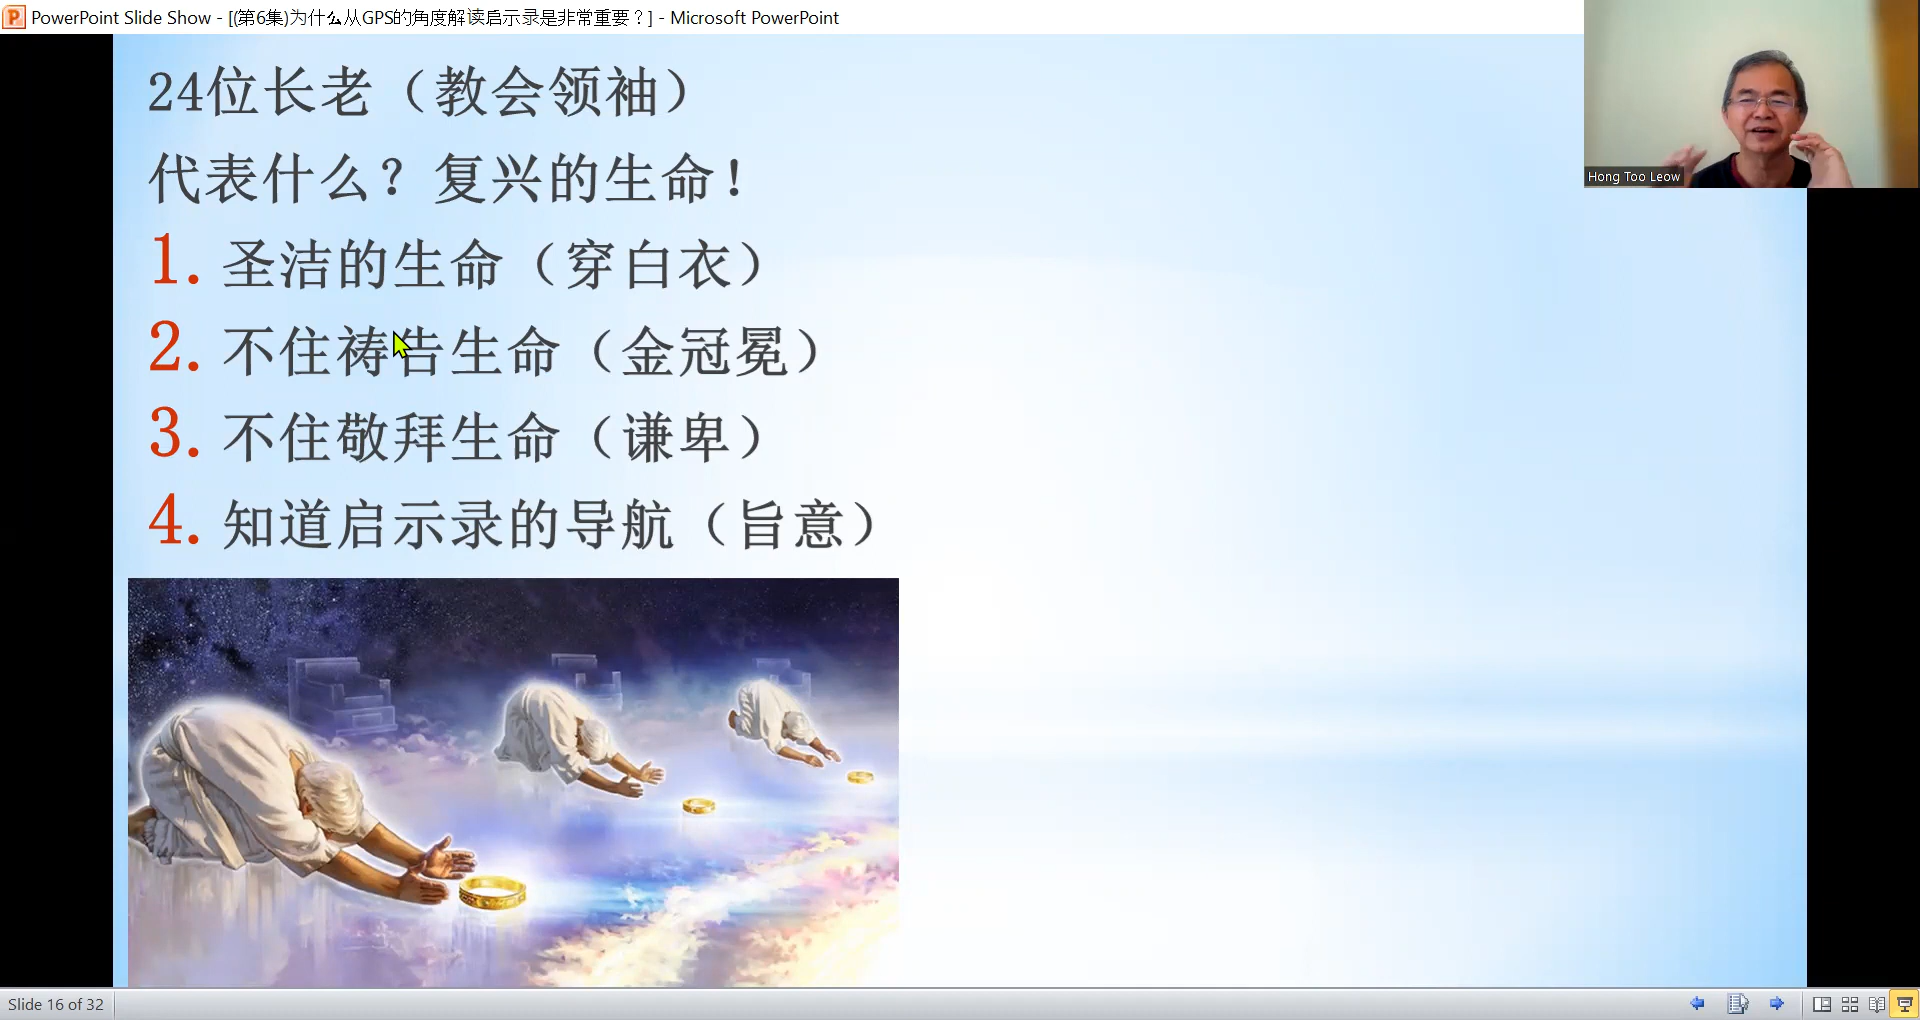 PowerPoint Slide Show - [(第6集)为什么从GPS的角度解读启示录是非常重要？] - Microsoft PowerPoint
Hong Too Leow
24位长老（教会领袖）
代表什么？复兴的生命！
1. 圣洁的生命（穿白衣）
2. 不住祷告生命（金冠冕）
3. 不住敬拜生命（谦卑）
4. 知道启示录的导航（旨意）
Slide 16 of 32